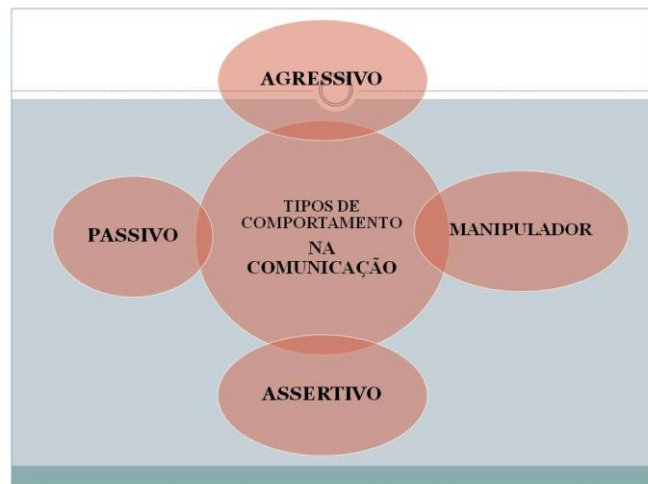 AGRESSIVO
PASSIVO
TIPOS DE
COMPORTAMENTO
NA
COMUNICAÇÃO
MANIPULADOR
ASSERTIVO